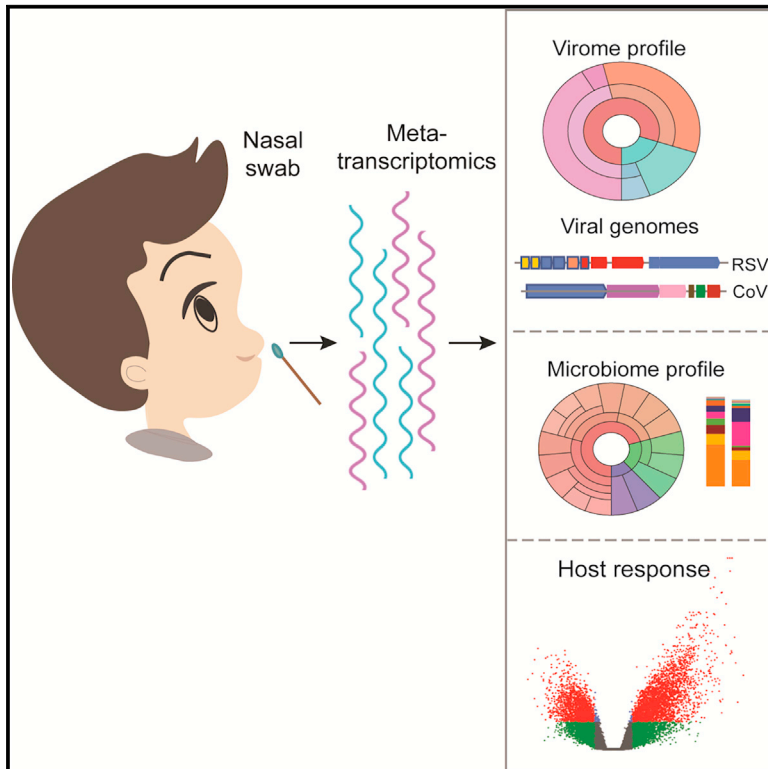 Nasal
swab
Meta-
transcriptomics
Virome profile
Viral genomes
RSV
CoV
Microbiome profile
Host response